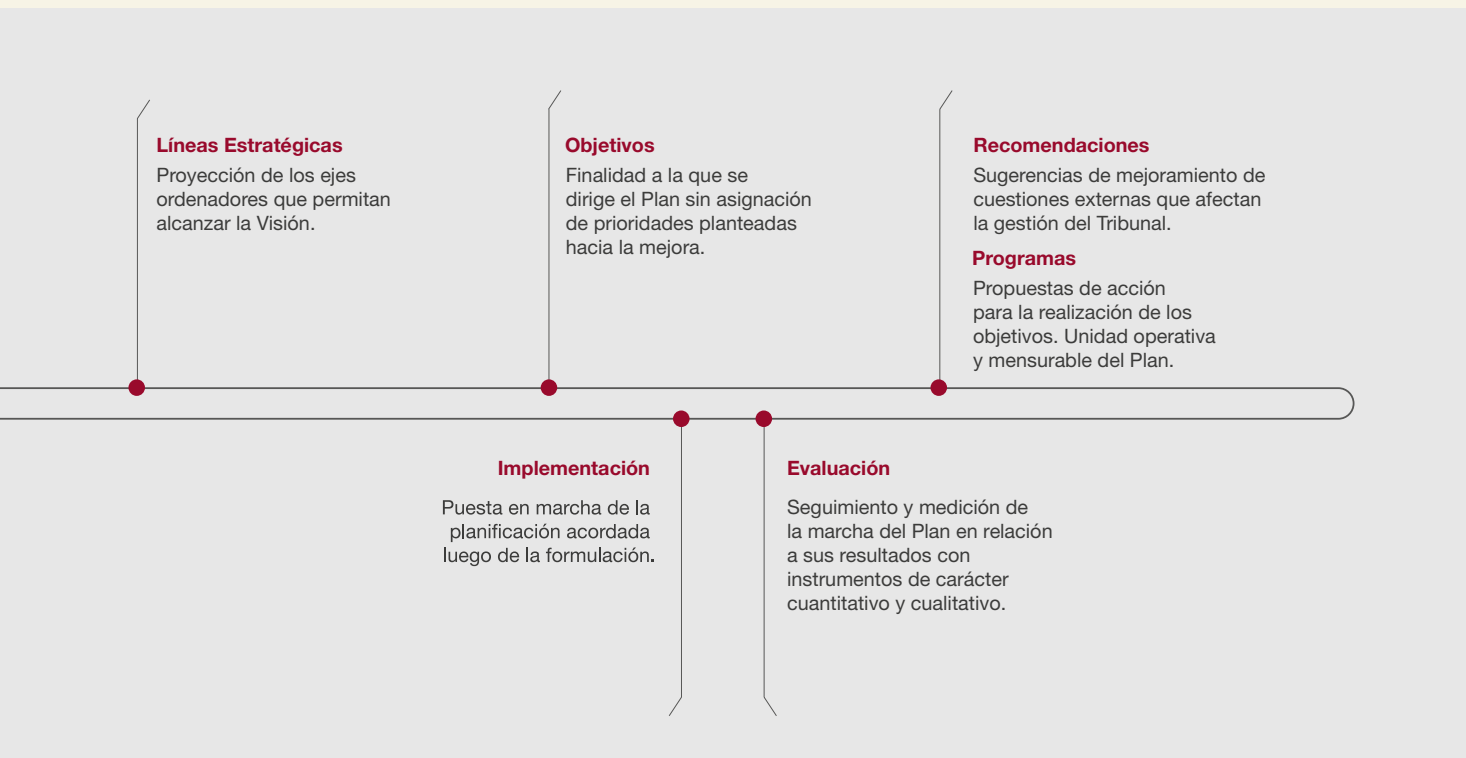 Líneas Estratégicas
Proyección de los ejes
ordenadores que permitan
alcanzar la Visión.
Objetivos
Finalidad a la que se
dirige el Plan sin asignación
de prioridades planteadas
hacia la mejora.
Recomendaciones
Sugerencias de mejoramiento de
cuestiones externas que afectan
la gestión del Tribunal.
Programas
Propuestas de acción
para la realización de los
objetivos. Unidad operativa
y mensurable del Plan.
Implementación
Puesta en marcha de la
planificación acordada
luego de la formulación.
Evaluación
Seguimiento y medición de
la marcha del Plan en relación
a sus resultados con
instrumentos de carácter
cuantitativo y cualitativo.